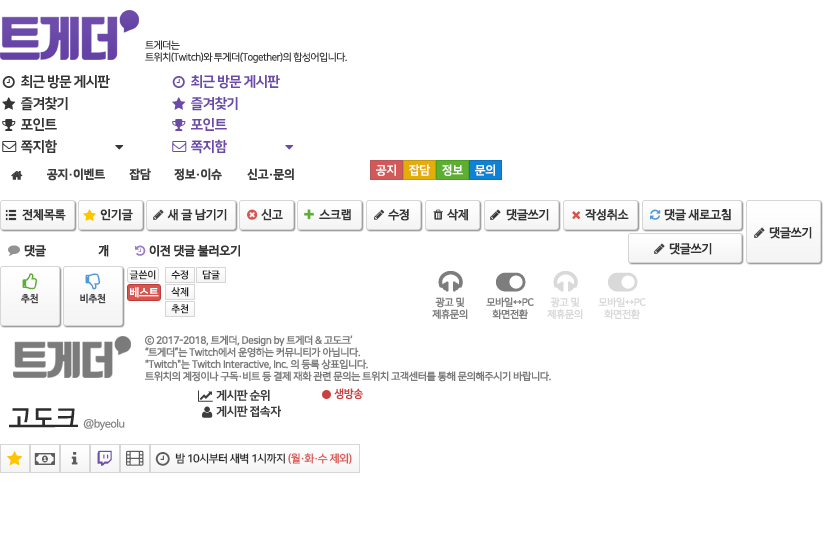 트게더
트게더는
트위치(Twitch)와 투게더(Together)의 합성어입니다.
최근 방문 게시판 최근 방문 게시판
즐겨찾기 즐겨찾기
포인트 포인트
쪽지함 쪽지함
공지·이벤트 잡담 정보·이슈 신고·문의 공지 잡담 정보 문의
전체목록 인기글 새 글 남기기 신고 스크랩 수정 삭제 댓글쓰기 작성취소 댓글 새로고침 댓글쓰기
댓글 개 이전 댓글 불러오기 댓글쓰기
추천 비추천 글쓴이 수정 답글
베스트 삭제
추천
광고 및 제휴문의 모바일↔PC 화면전환 광고 및 제휴문의 모바일↔PC 화면전환
트게더
© 2017-2018, 트게더, Design by 트게더 & 고도크'
"트게더"는 Twitch에서 운영하는 커뮤니티가 아닙니다.
"Twitch"는 Twitch Interactive, Inc. 의 등록 상표입니다.
트위치의 계정이나 구독·비트 등 결제 재화 관련 문의는 트위치 고객센터를 통해 문의해주시기 바랍니다.
게시판 순위 생방송
게시판 접속자
고도크 @byeolu
밤 10시부터 새벽 1시까지 (월·화·수 제외)